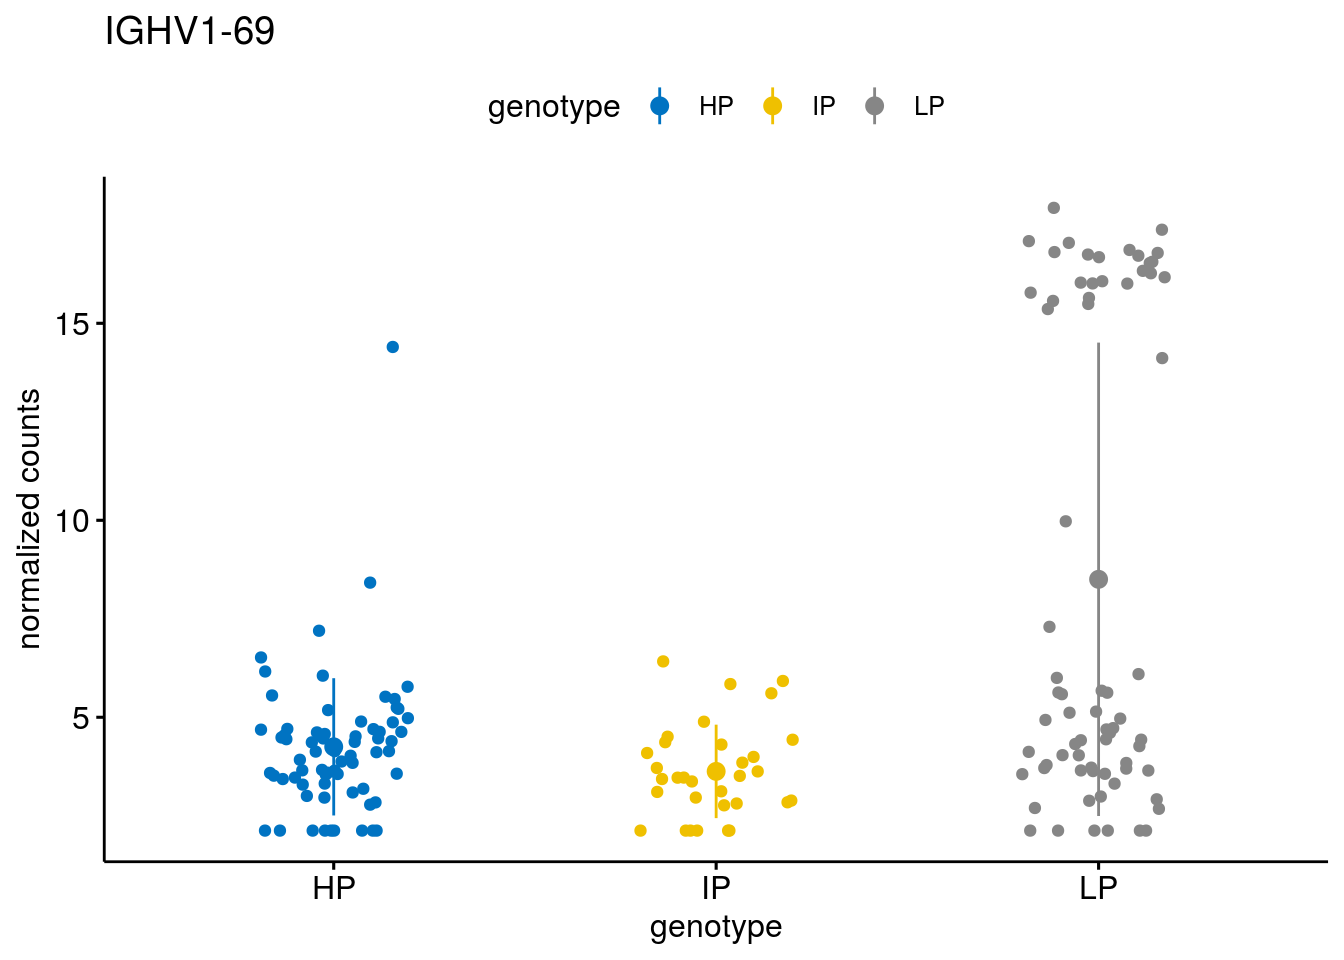 IGHV1-69
genotype HP IP LP
15
10
5
normalized counts
HP IP LP
genotype